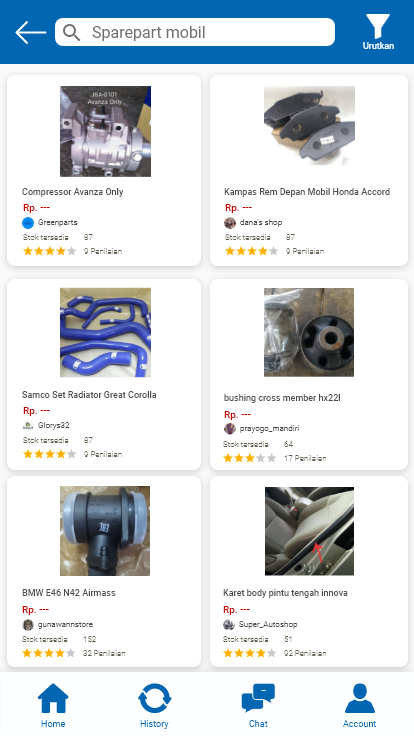 Sparepart mobil
Urutkan
JBA-0101
Avanza Only
Compressor Avanza Only
Rp. ---
Greenparts
Stok tersedia 87
9 Penilaian
Kampas Rem Depan Mobil Honda Accord
Rp. ---
dana's shop
Stok tersedia 87
9 Penilaian
Samco Set Radiator Great Corolla
Rp. ---
Glorys32
Stok tersedia 87
9 Penilaian
bushing cross member hx22l
Rp. ---
prayogo_mandiri
Stok tersedia 64
17 Penilaian
BMW E46 N42 Airmass
Rp. ---
gunawannstore
Stok tersedia 152
32 Penilaian
Karet body pintu tengah innova
Rp. ---
Super_Autoshop
Stok tersedia 51
92 Penilaian
Home
History
Chat
Account